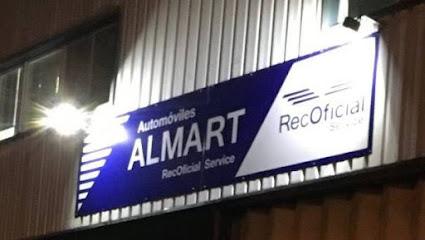 Automóviles
ALMART
RecOficial Service
RecOficial
Service